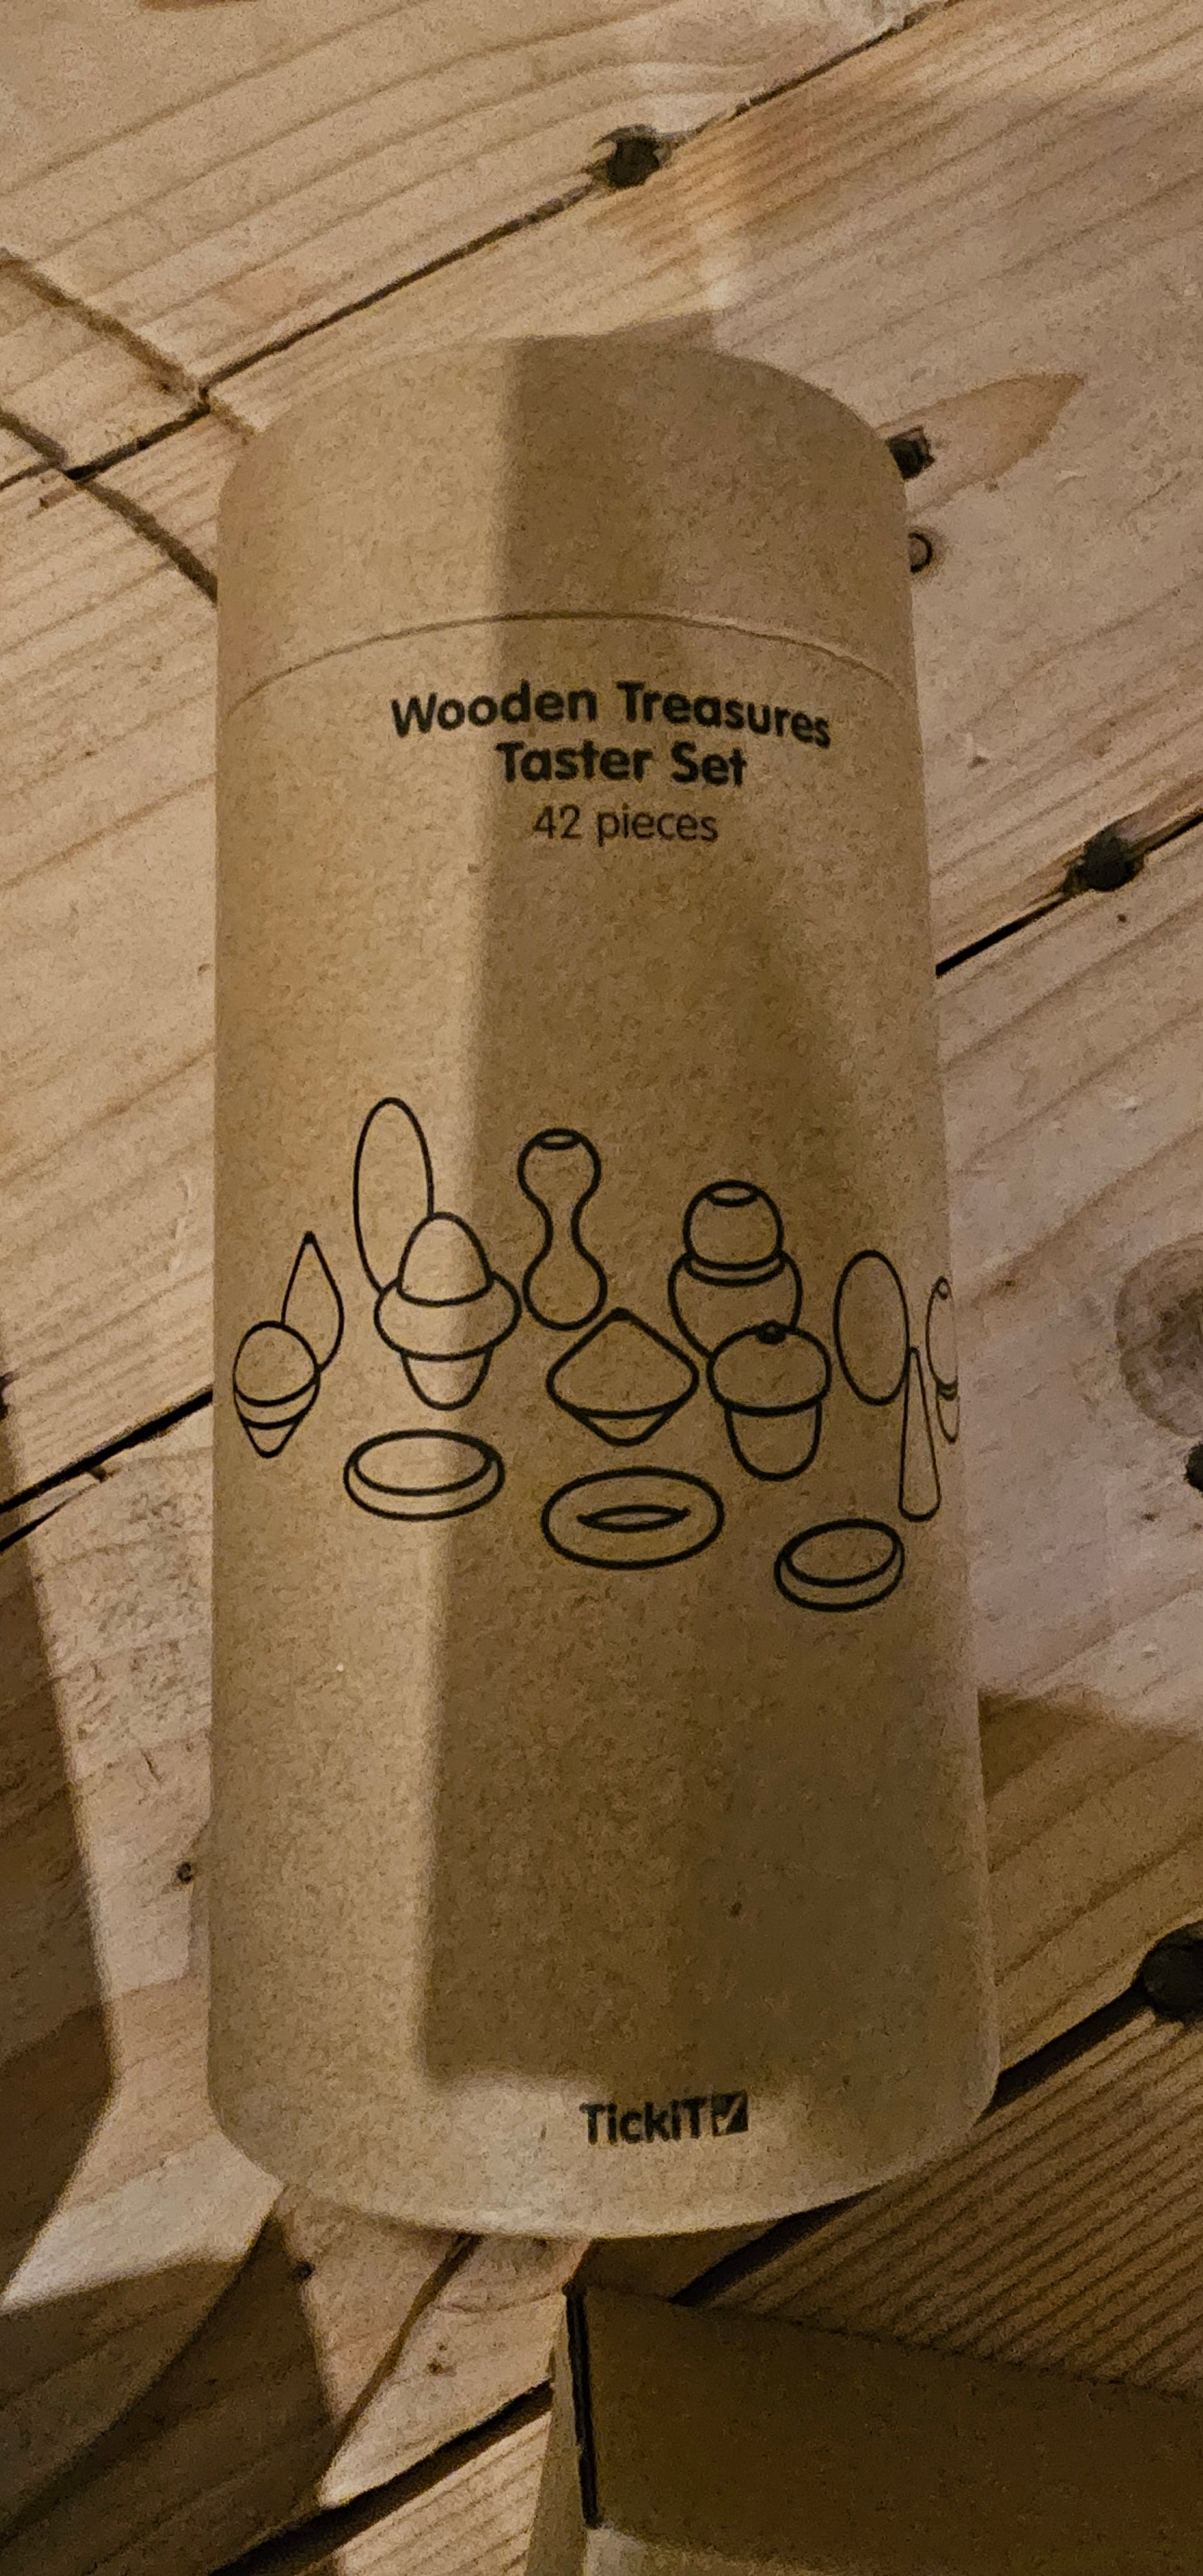 Wooden Treasures
Taster Set
42 pieces
TickiT